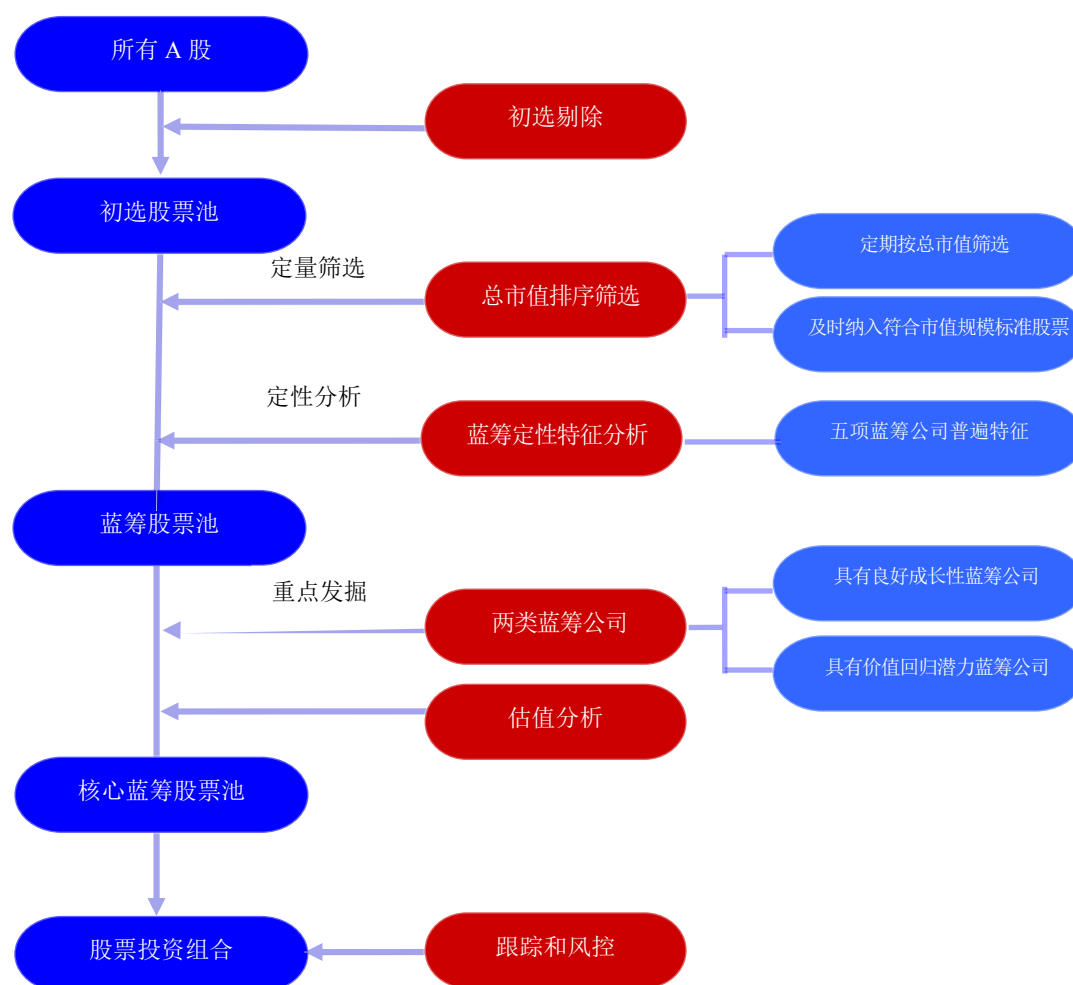 所有 A 股
初选剔除
初选股票池
定量筛选
总市值排序筛选
定期按总市值筛选
及时纳入符合市值规模标准股票
定性分析
蓝筹定性特征分析
五项蓝筹公司普遍特征
蓝筹股票池
重点发掘
两类蓝筹公司
具有良好成长性蓝筹公司
具有价值回归潜力蓝筹公司
估值分析
核心蓝筹股票池
股票投资组合
跟踪和风控